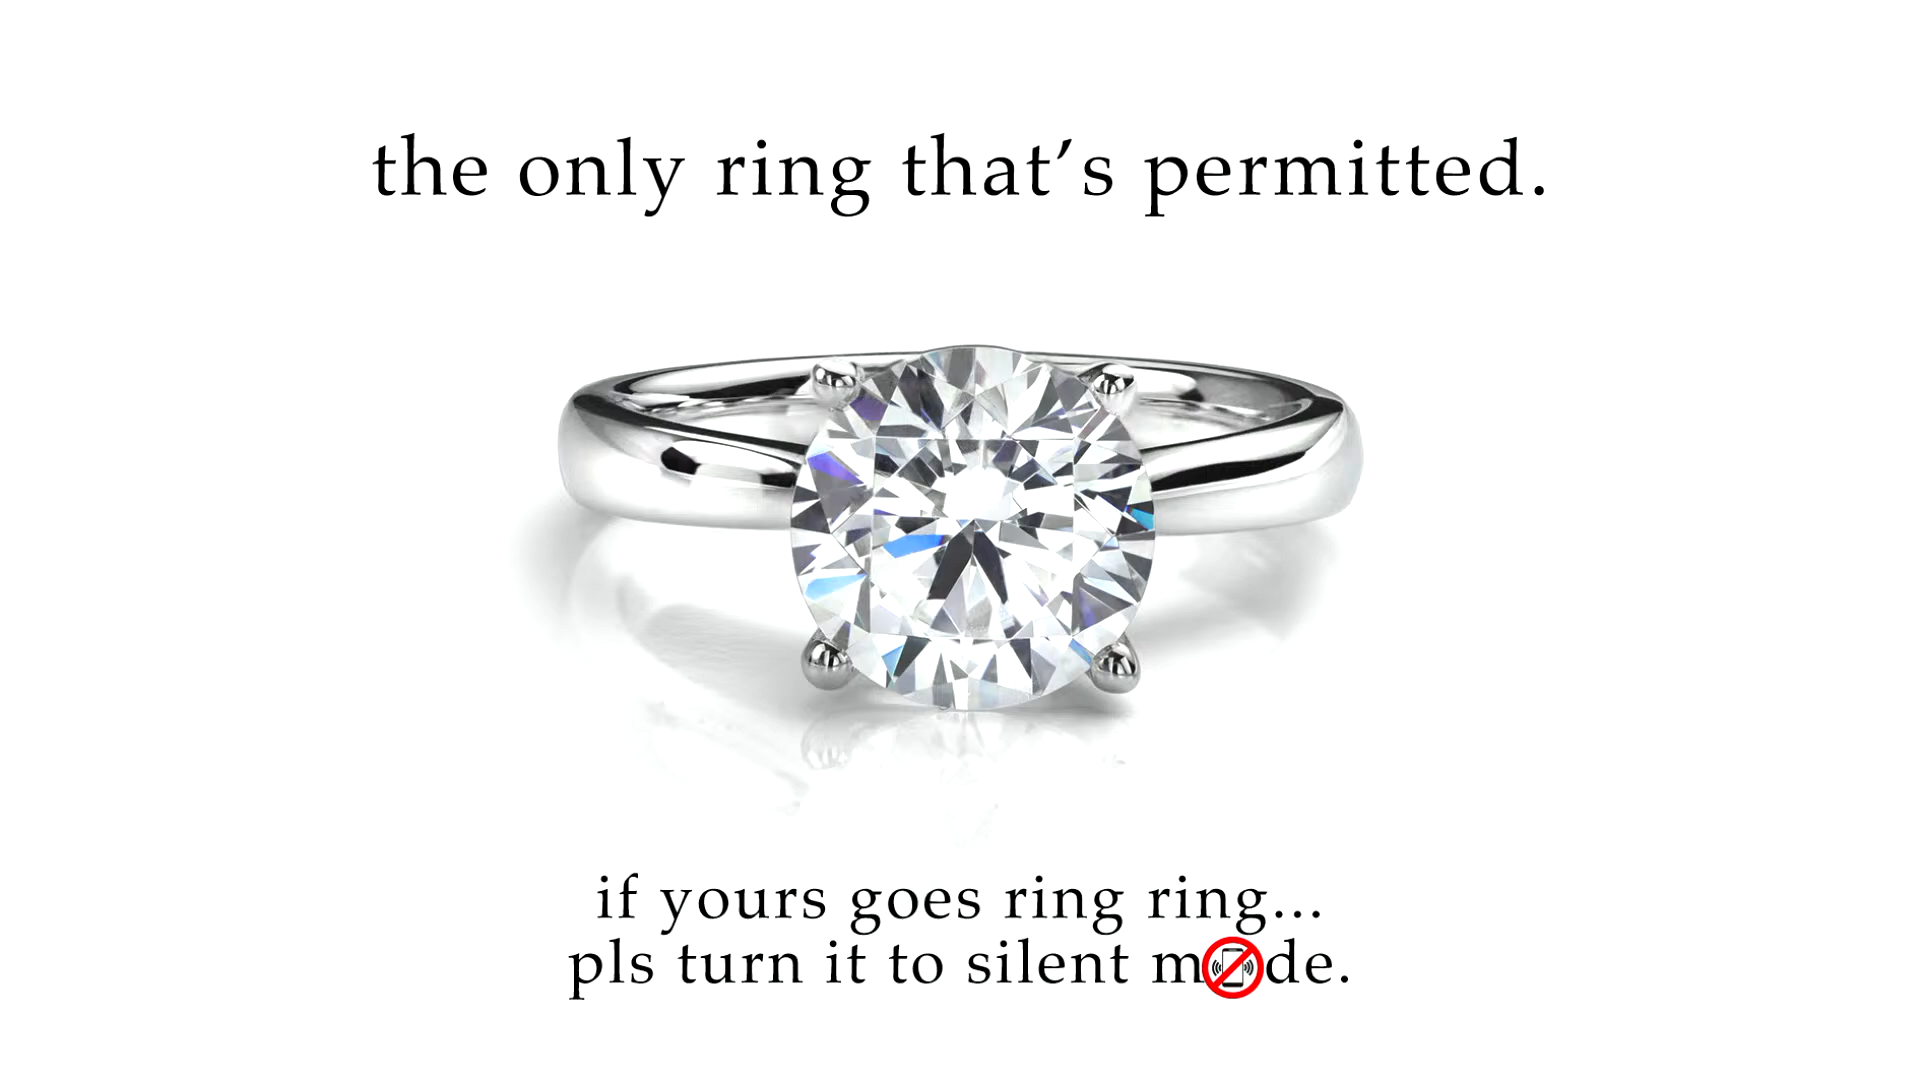 the only ring that’s permitted.
if yours goes ring ring...
pls turn it to silent mode.